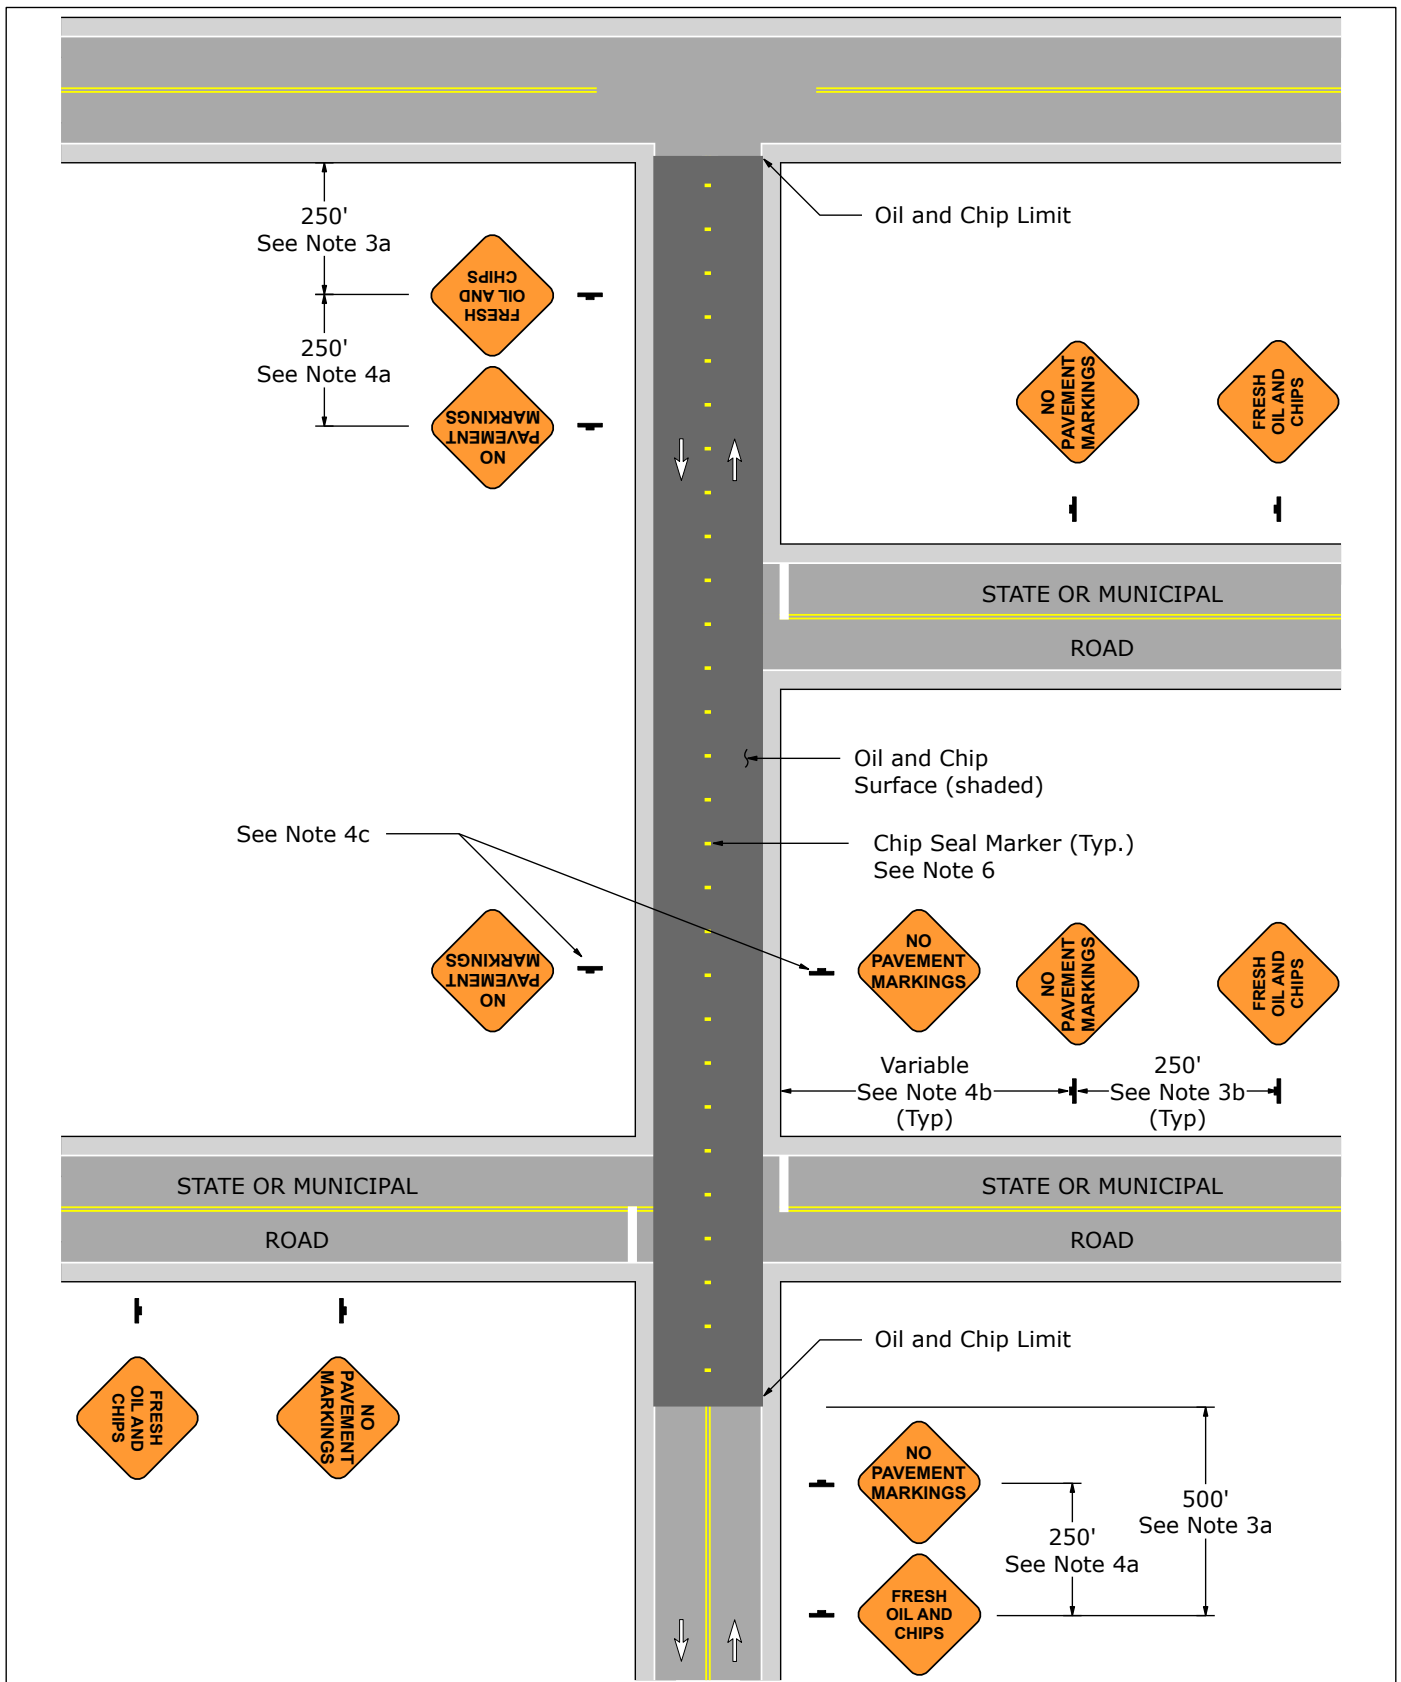 250'
See Note 3a
FRESH
OIL AND
CHIPS
Oil and Chip Limit
250'
See Note 4a
NO
PAVEMENT
MARKINGS
NO
PAVEMENT
MARKINGS
FRESH
OIL AND
CHIPS
STATE OR MUNICIPAL
ROAD
Oil and Chip
Surface (shaded)
See Note 4c
Chip Seal Marker (Typ.)
See Note 6
NO
PAVEMENT
MARKINGS
NO
PAVEMENT
MARKINGS
NO
PAVEMENT
MARKINGS
FRESH
OIL AND
CHIPS
Variable
See Note 4b
(Typ)
250'
See Note 3b
(Typ)
STATE OR MUNICIPAL
ROAD
STATE OR MUNICIPAL
ROAD
FRESH
OIL AND
CHIPS
NO
PAVEMENT
MARKINGS
Oil and Chip Limit
NO
PAVEMENT
MARKINGS
500'
See Note 3a
250'
See Note 4a
FRESH
OIL AND
CHIPS